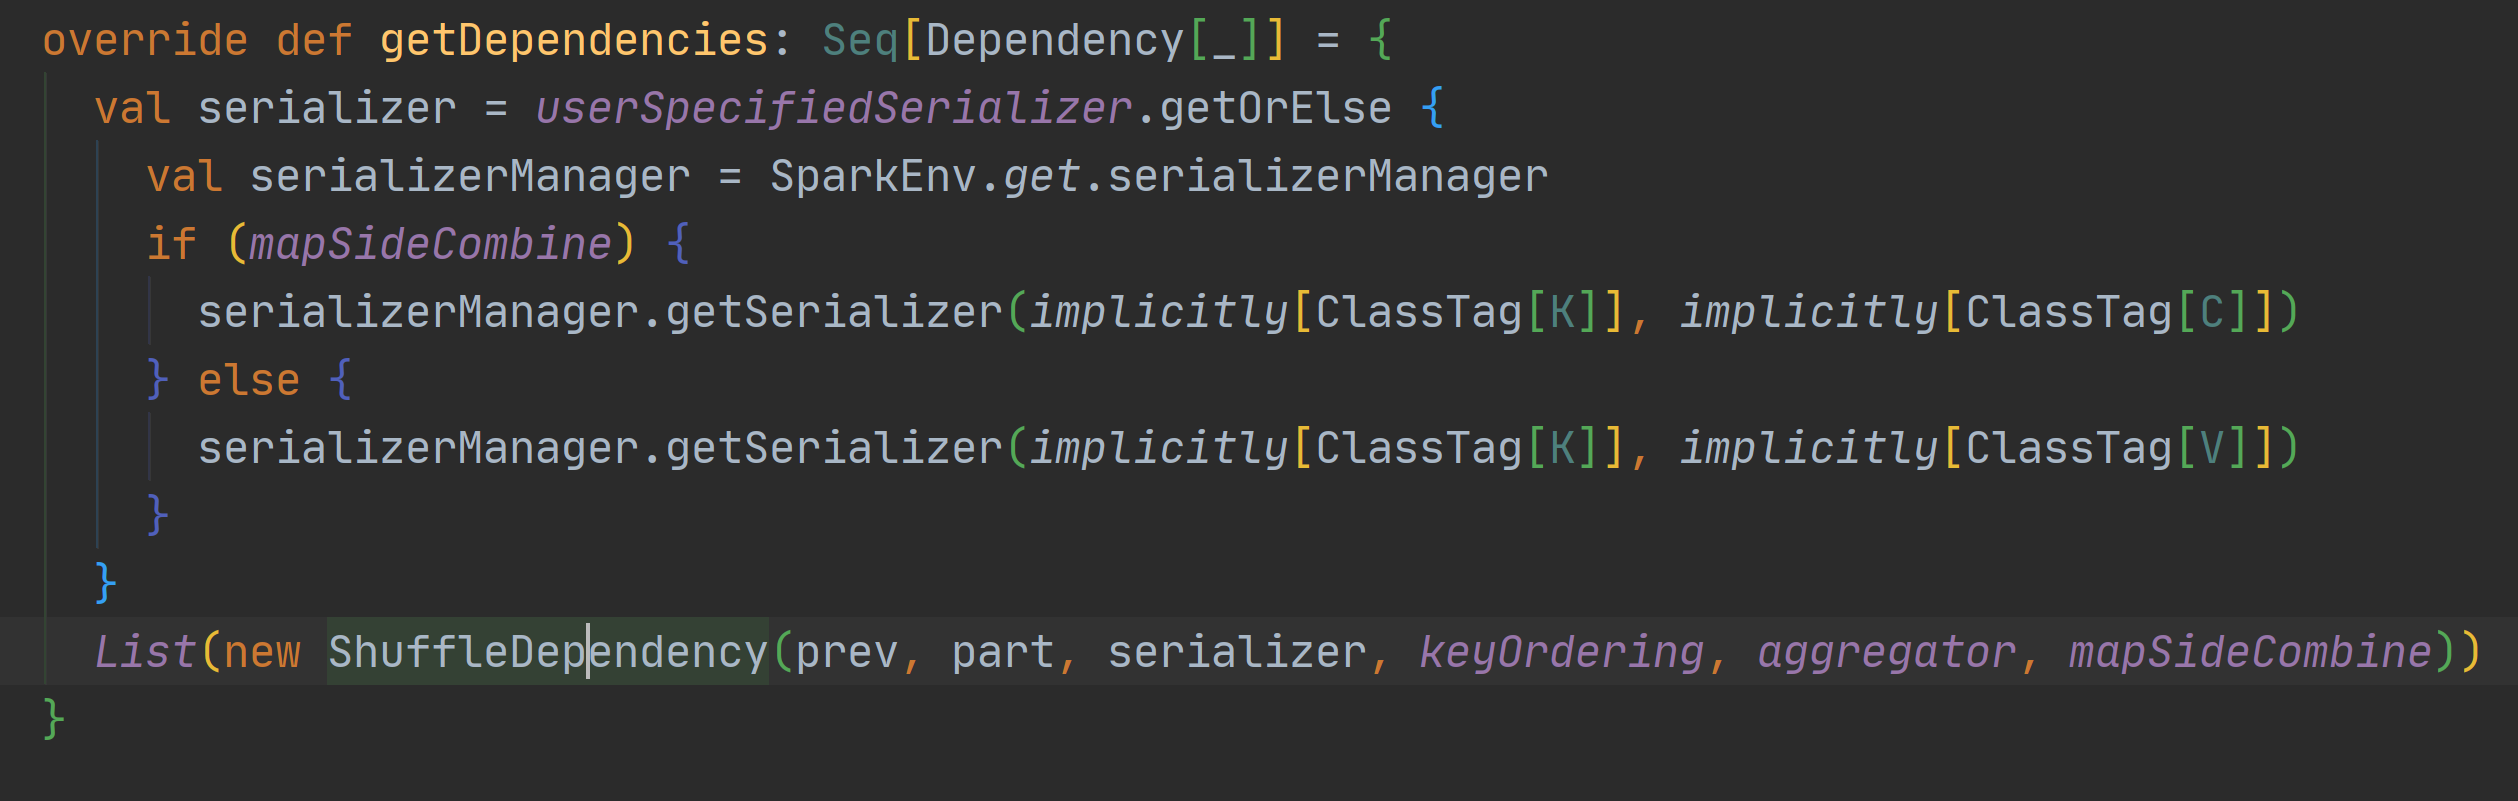 override def getDependencies: Seq[Dependency[_]] = {
  val serializer = userSpecifiedSerializer.getOrElse {
    val serializerManager = SparkEnv.get.serializerManager
    if (mapSideCombine) {
      serializerManager.getSerializer(implicitly[ClassTag[K]], implicitly[ClassTag[C]])
    } else {
      serializerManager.getSerializer(implicitly[ClassTag[K]], implicitly[ClassTag[V]])
    }
  }
  List(new ShuffleDependency(prev, part, serializer, keyOrdering, aggregator, mapSideCombine))
}